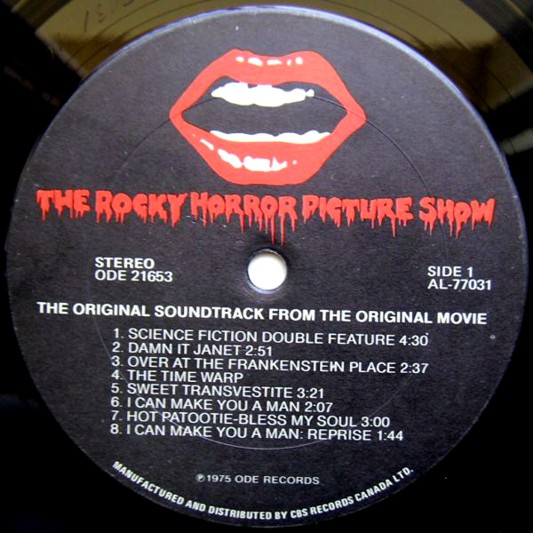 THE ROCKY HORROR PICTURE SHOW
STEREO
ODE 21653
SIDE 1
AL-77031
THE ORIGINAL SOUNDTRACK FROM THE ORIGINAL MOVIE
1. SCIENCE FICTION DOUBLE FEATURE 4:30
2. DAMN IT JANET 2:51
3. OVER AT THE FRANKENSTEIN PLACE 2:37
4. THE TIME WARP
5. SWEET TRANSVESTITE 3:21
6. I CAN MAKE YOU A MAN 2:07
7. HOT PATOOTIE-BLESS MY SOUL 3:00
8. I CAN MAKE YOU A MAN: REPRISE 1:44
℗1975 ODE RECORDS
MANUFACTURED AND DISTRIBUTED BY CBS RECORDS CANADA LTD.